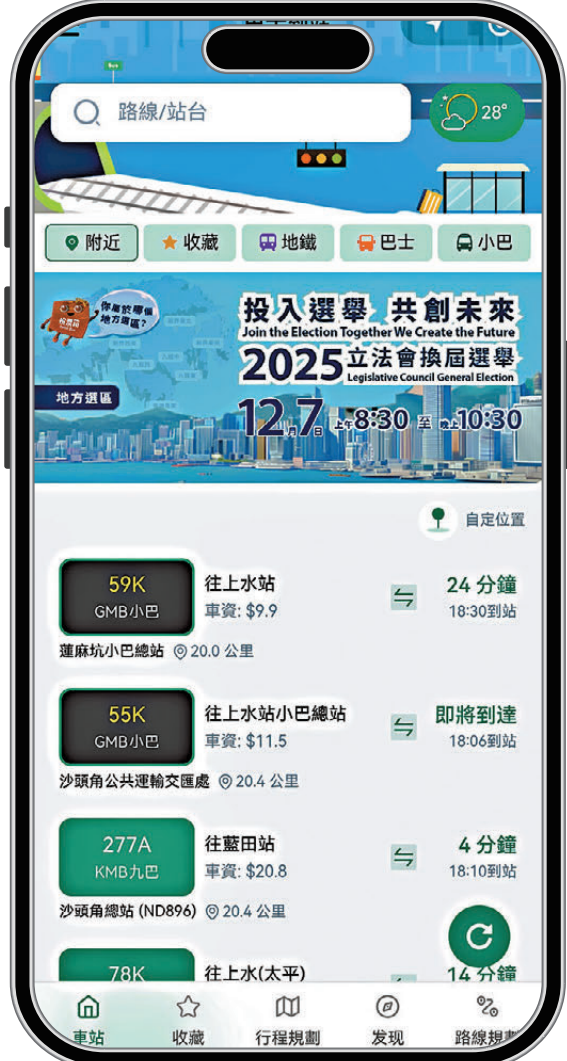 路線/站台
28°
附近
收藏
地鐵
巴士
小巴
你屬於哪個
地方選區?
投票箱
投入選舉 共創未來
Join the Election Together We Create the Future
2025立法會換屆選舉
Legislative Council General Election
地方選區
12月7日 上午8:30 至 晚上10:30
自定位置
59K 往上水站 24 分鐘
GMB小巴 車資: $9.9 18:30到站
蓮麻坑小巴總站 20.0 公里
55K 往上水站小巴總站 即將到達
GMB小巴 車資: $11.5 18:06到站
沙頭角公共運輸交匯處 20.4 公里
277A 往藍田站 4 分鐘
KMB九巴 車資: $20.8 18:10到站
沙頭角總站 (ND896) 20.4 公里
78K 往上水(太平) 14 分鐘
車站
收藏
行程規劃
发现
路線規劃